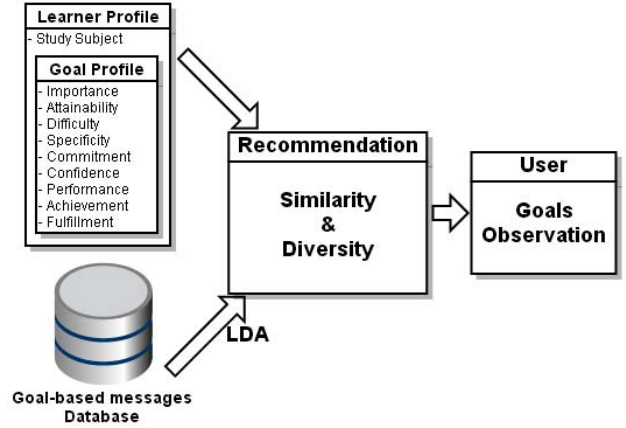 Learner Profile
- Study Subject
Goal Profile
- Importance
- Attainability
- Difficulty
- Specificity
- Commitment
- Confidence
- Performance
- Achievement
- Fulfillment
Recommendation
Similarity
&
Diversity
User
Goals
Observation
LDA
Goal-based messages
Database